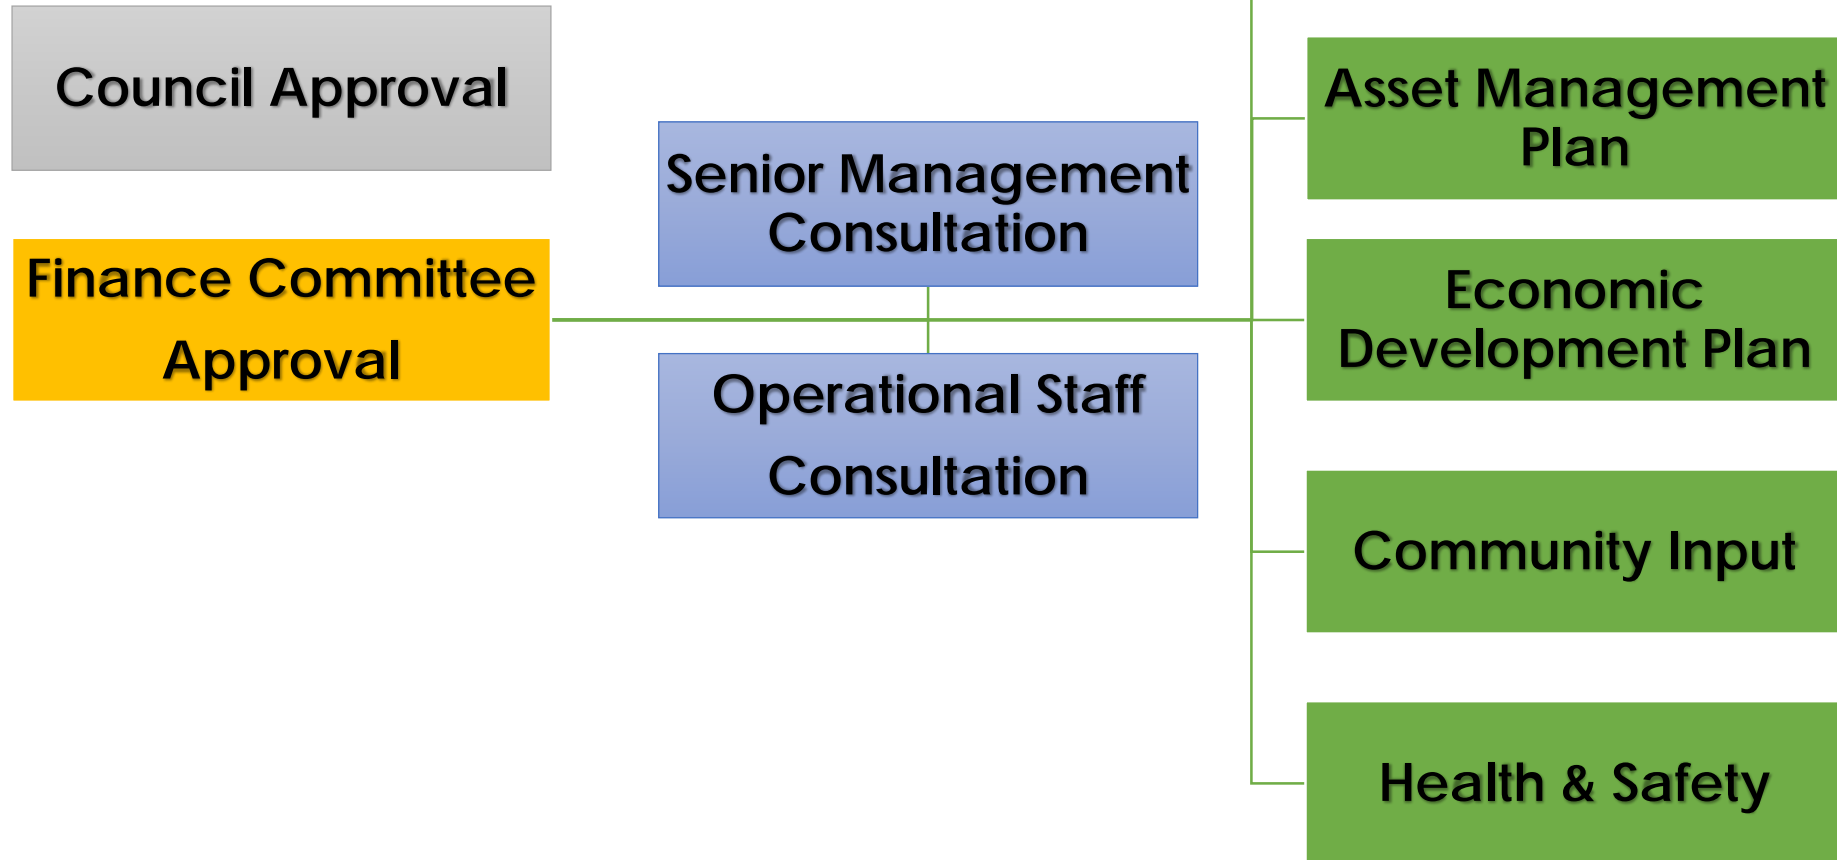 Council Approval
Finance Committee
Approval
Senior Management
Consultation
Operational Staff
Consultation
Asset Management
Plan
Economic
Development Plan
Community Input
Health & Safety